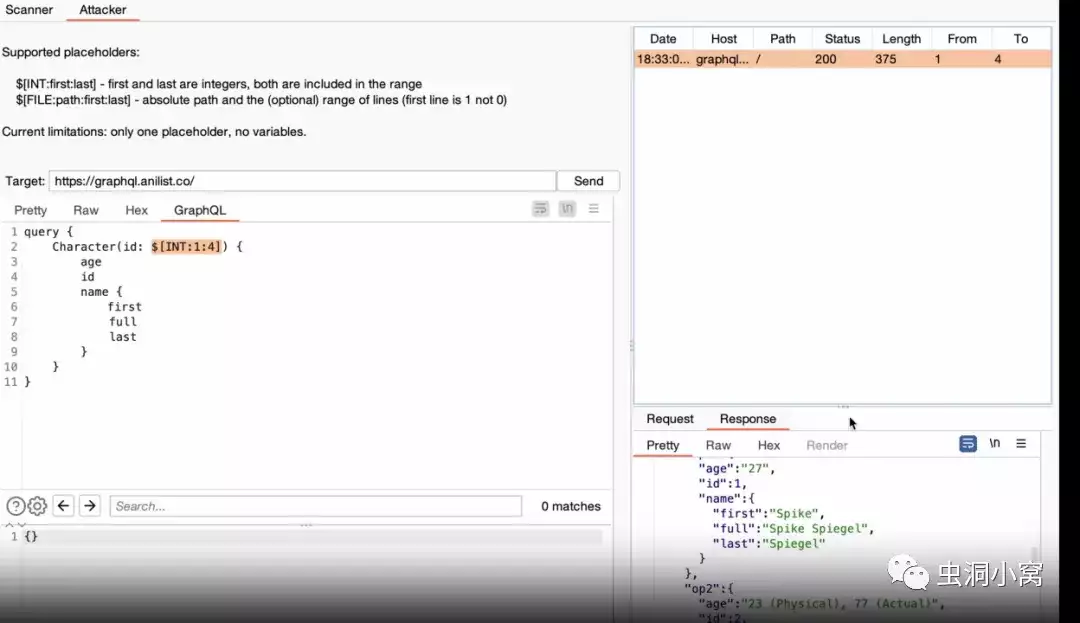 Scanner Attacker
Supported placeholders:
$[INT:first:last] - first and last are integers, both are included in the range
$[FILE:path:first:last] - absolute path and the (optional) range of lines (first line is 1 not 0)
Current limitations: only one placeholder, no variables.
Target: https://graphql.anilist.co/ Send
Pretty Raw Hex GraphQL \n
1 query {
2 Character(id: $[INT:1:4]) {
3 age
4 id
5 name {
6 first
7 full
8 last
9 }
10 }
11 }
Search... 0 matches
1 {}
Date Host Path Status Length From To
18:33:0... graphql... / 200 375 1 4
Request Response
Pretty Raw Hex Render \n
"age":"27",
"id":1,
"name":{
"first":"Spike",
"full":"Spike Spiegel",
"last":"Spiegel"
}
},
"op2":{
"age":"23 (Physical), 77 (Actual)",
"id":2,
虫洞小窝